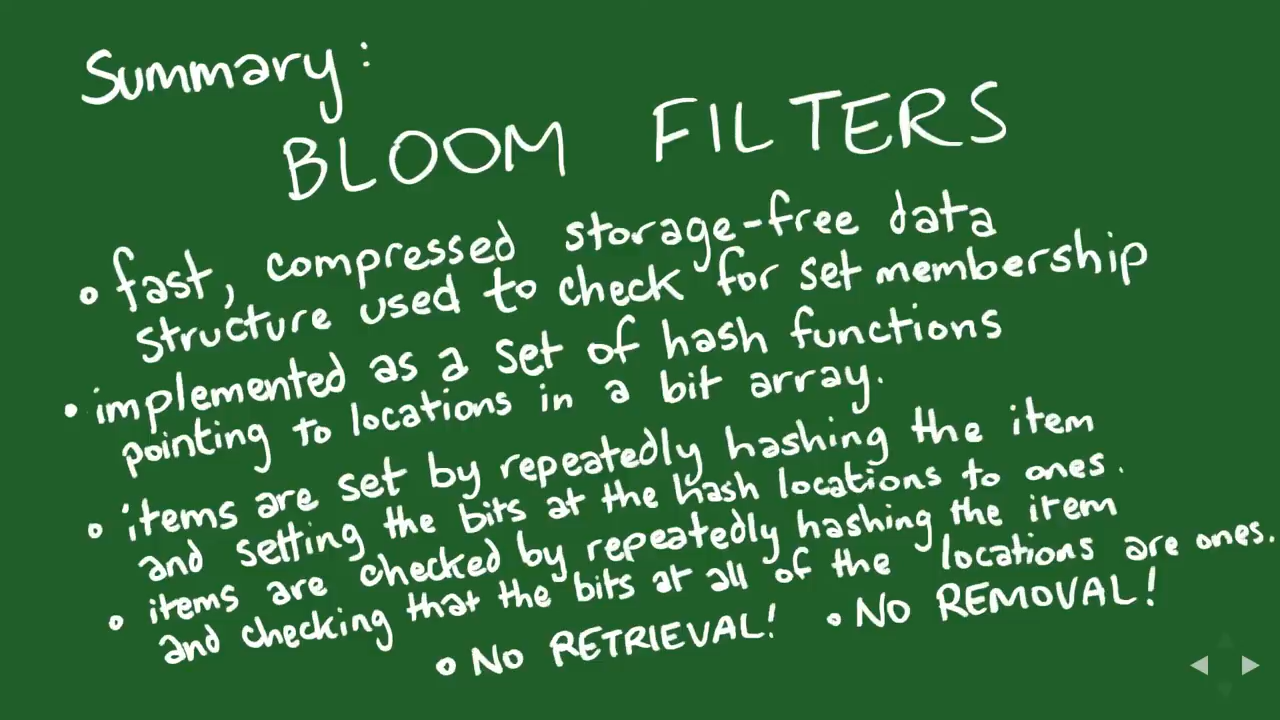 Summary:
BLOOM FILTERS
• fast, compressed storage-free data
structure used to check for set membership
• implemented as a set of hash functions
pointing to locations in a bit array.
• items are set by repeatedly hashing the item
and setting the bits at the hash locations to ones.
• items are checked by repeatedly hashing the item
and checking that the bits at all of the locations are ones.
• NO RETRIEVAL! • NO REMOVAL!